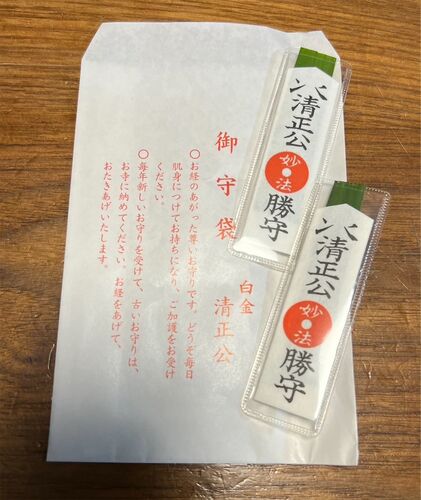 御守袋
白金 清正公
〇お経のあがった尊いお守りです。どうぞ毎日
肌身につけてお持ちになり、ご加護をお受け
ください。
〇毎年新しいお守りを受けて、古いお守りは、
お寺に納めてください。お経をあげて、
おたきあげいたします。
清正公
妙
法
勝守
清正公
妙
法
勝守